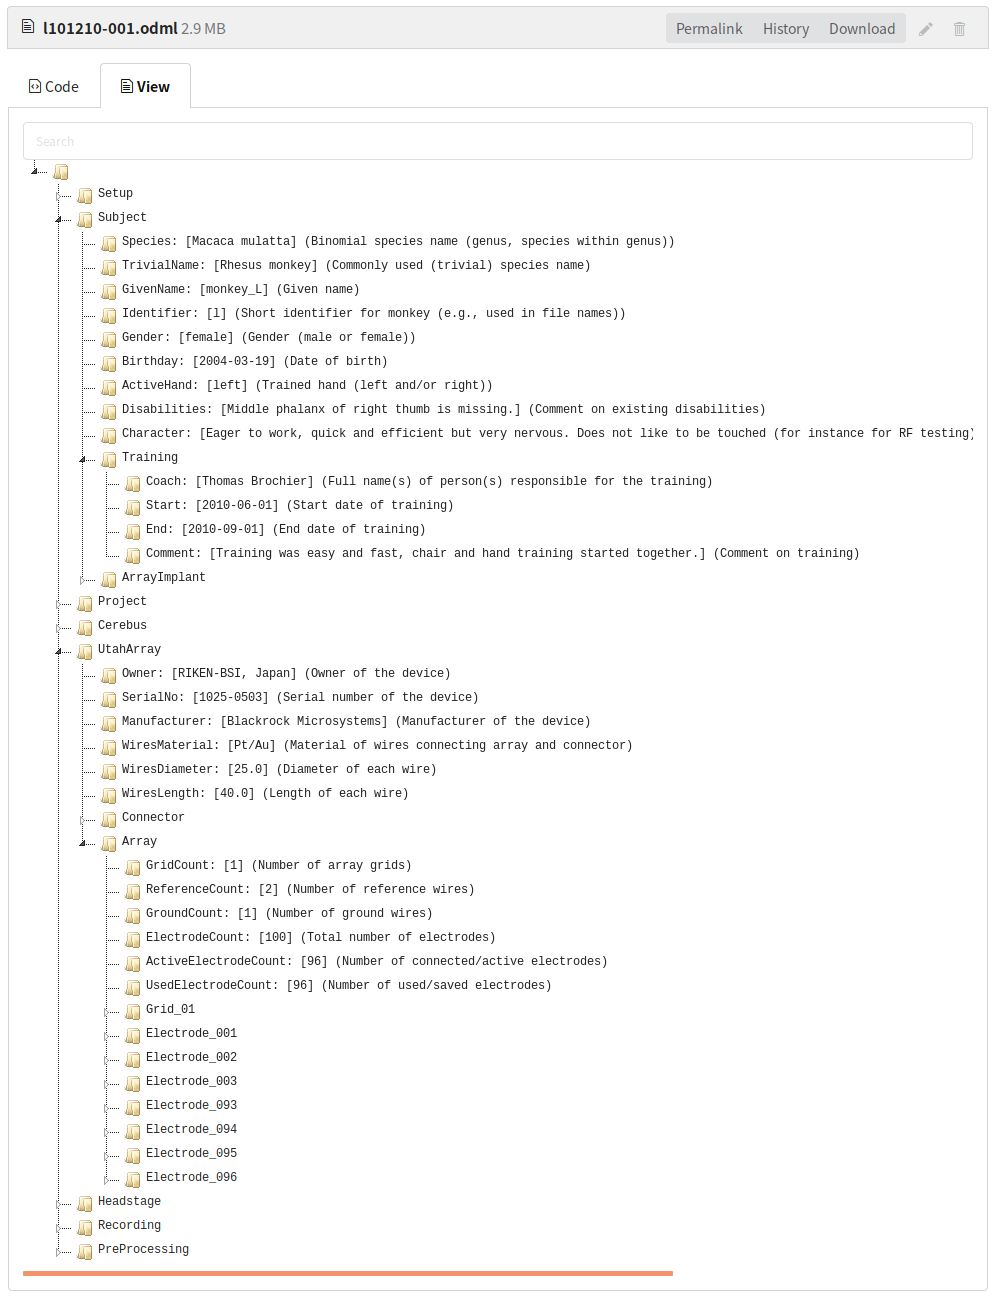 l101210-001.odml 2.9 MB Permalink History Download
Code View
Search
Setup
Subject
Species: [Macaca mulatta] (Binomial species name (genus, species within genus))
TrivialName: [Rhesus monkey] (Commonly used (trivial) species name)
GivenName: [monkey_L] (Given name)
Identifier: [l] (Short identifier for monkey (e.g., used in file names))
Gender: [female] (Gender (male or female))
Birthday: [2004-03-19] (Date of birth)
ActiveHand: [left] (Trained hand (left and/or right))
Disabilities: [Middle phalanx of right thumb is missing.] (Comment on existing disabilities)
Character: [Eager to work, quick and efficient but very nervous. Does not like to be touched (for instance for RF testing)
Training
Coach: [Thomas Brochier] (Full name(s) of person(s) responsible for the training)
Start: [2010-06-01] (Start date of training)
End: [2010-09-01] (End date of training)
Comment: [Training was easy and fast, chair and hand training started together.] (Comment on training)
ArrayImplant
Project
Cerebus
UtahArray
Owner: [RIKEN-BSI, Japan] (Owner of the device)
SerialNo: [1025-0503] (Serial number of the device)
Manufacturer: [Blackrock Microsystems] (Manufacturer of the device)
WiresMaterial: [Pt/Au] (Material of wires connecting array and connector)
WiresDiameter: [25.0] (Diameter of each wire)
WiresLength: [40.0] (Length of each wire)
Connector
Array
GridCount: [1] (Number of array grids)
ReferenceCount: [2] (Number of reference wires)
GroundCount: [1] (Number of ground wires)
ElectrodeCount: [100] (Total number of electrodes)
ActiveElectrodeCount: [96] (Number of connected/active electrodes)
UsedElectrodeCount: [96] (Number of used/saved electrodes)
Grid_01
Electrode_001
Electrode_002
Electrode_003
Electrode_093
Electrode_094
Electrode_095
Electrode_096
Headstage
Recording
PreProcessing